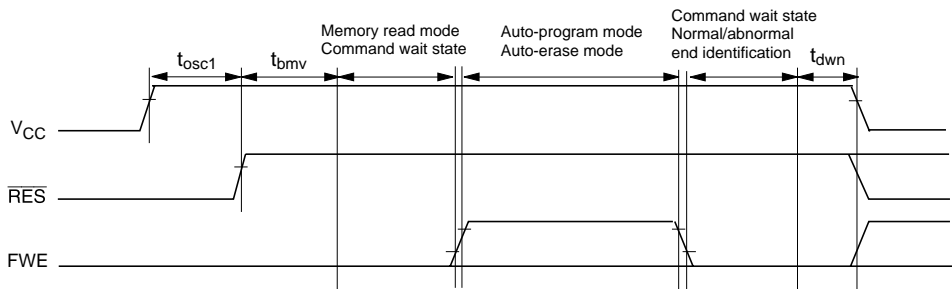 Memory read mode
Command wait state
Auto-program mode
Auto-erase mode
Command wait state
Normal/abnormal
end identification
tosc1
tbmv
tdwn
VCC
RES
FWE